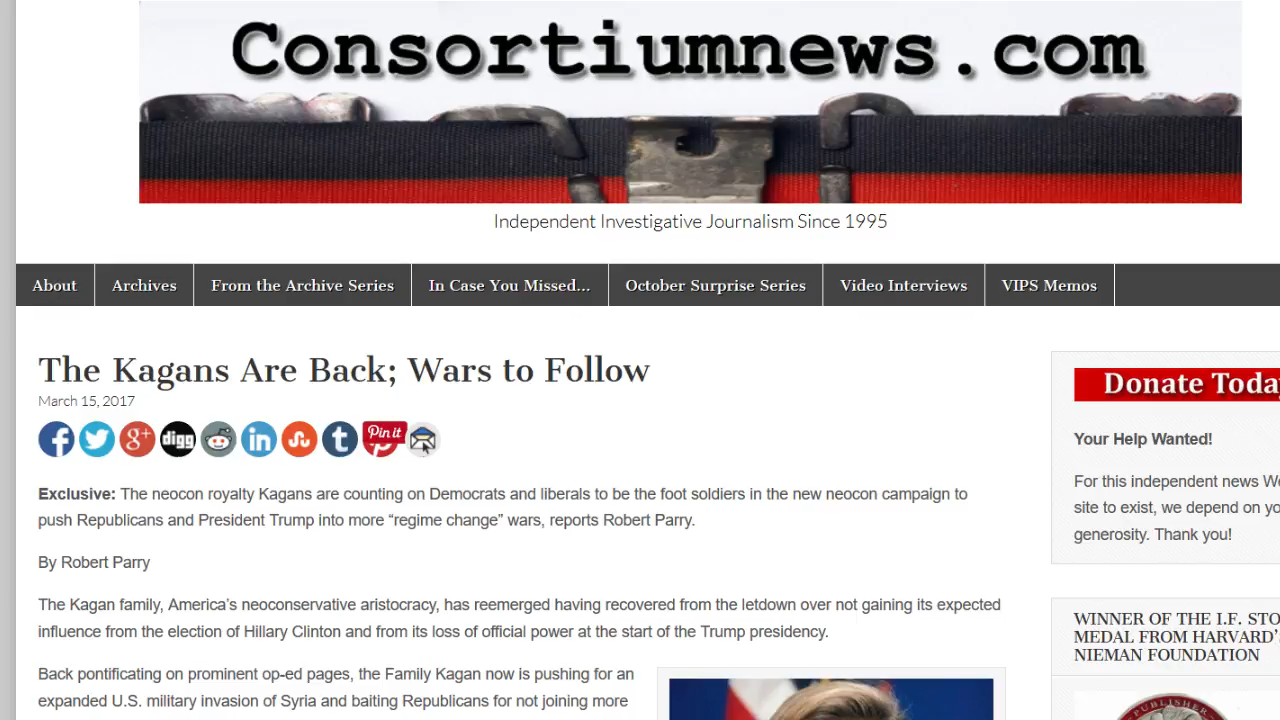 Consortiumnews.com
Independent Investigative Journalism Since 1995
About Archives From the Archive Series In Case You Missed... October Surprise Series Video Interviews VIPS Memos
The Kagans Are Back; Wars to Follow
March 15, 2017
digg in Pin it
Exclusive: The neocon royalty Kagans are counting on Democrats and liberals to be the foot soldiers in the new neocon campaign to
push Republicans and President Trump into more “regime change” wars, reports Robert Parry.
By Robert Parry
The Kagan family, America’s neoconservative aristocracy, has reemerged having recovered from the letdown over not gaining its expected
influence from the election of Hillary Clinton and from its loss of official power at the start of the Trump presidency.
Back pontificating on prominent op-ed pages, the Family Kagan now is pushing for an
expanded U.S. military invasion of Syria and baiting Republicans for not joining more
Donate Toda
Your Help Wanted!
For this independent news We
site to exist, we depend on yo
generosity. Thank you!
WINNER OF THE I.F. STO
MEDAL FROM HARVARD’S
NIEMAN FOUNDATION
PUBLISHER